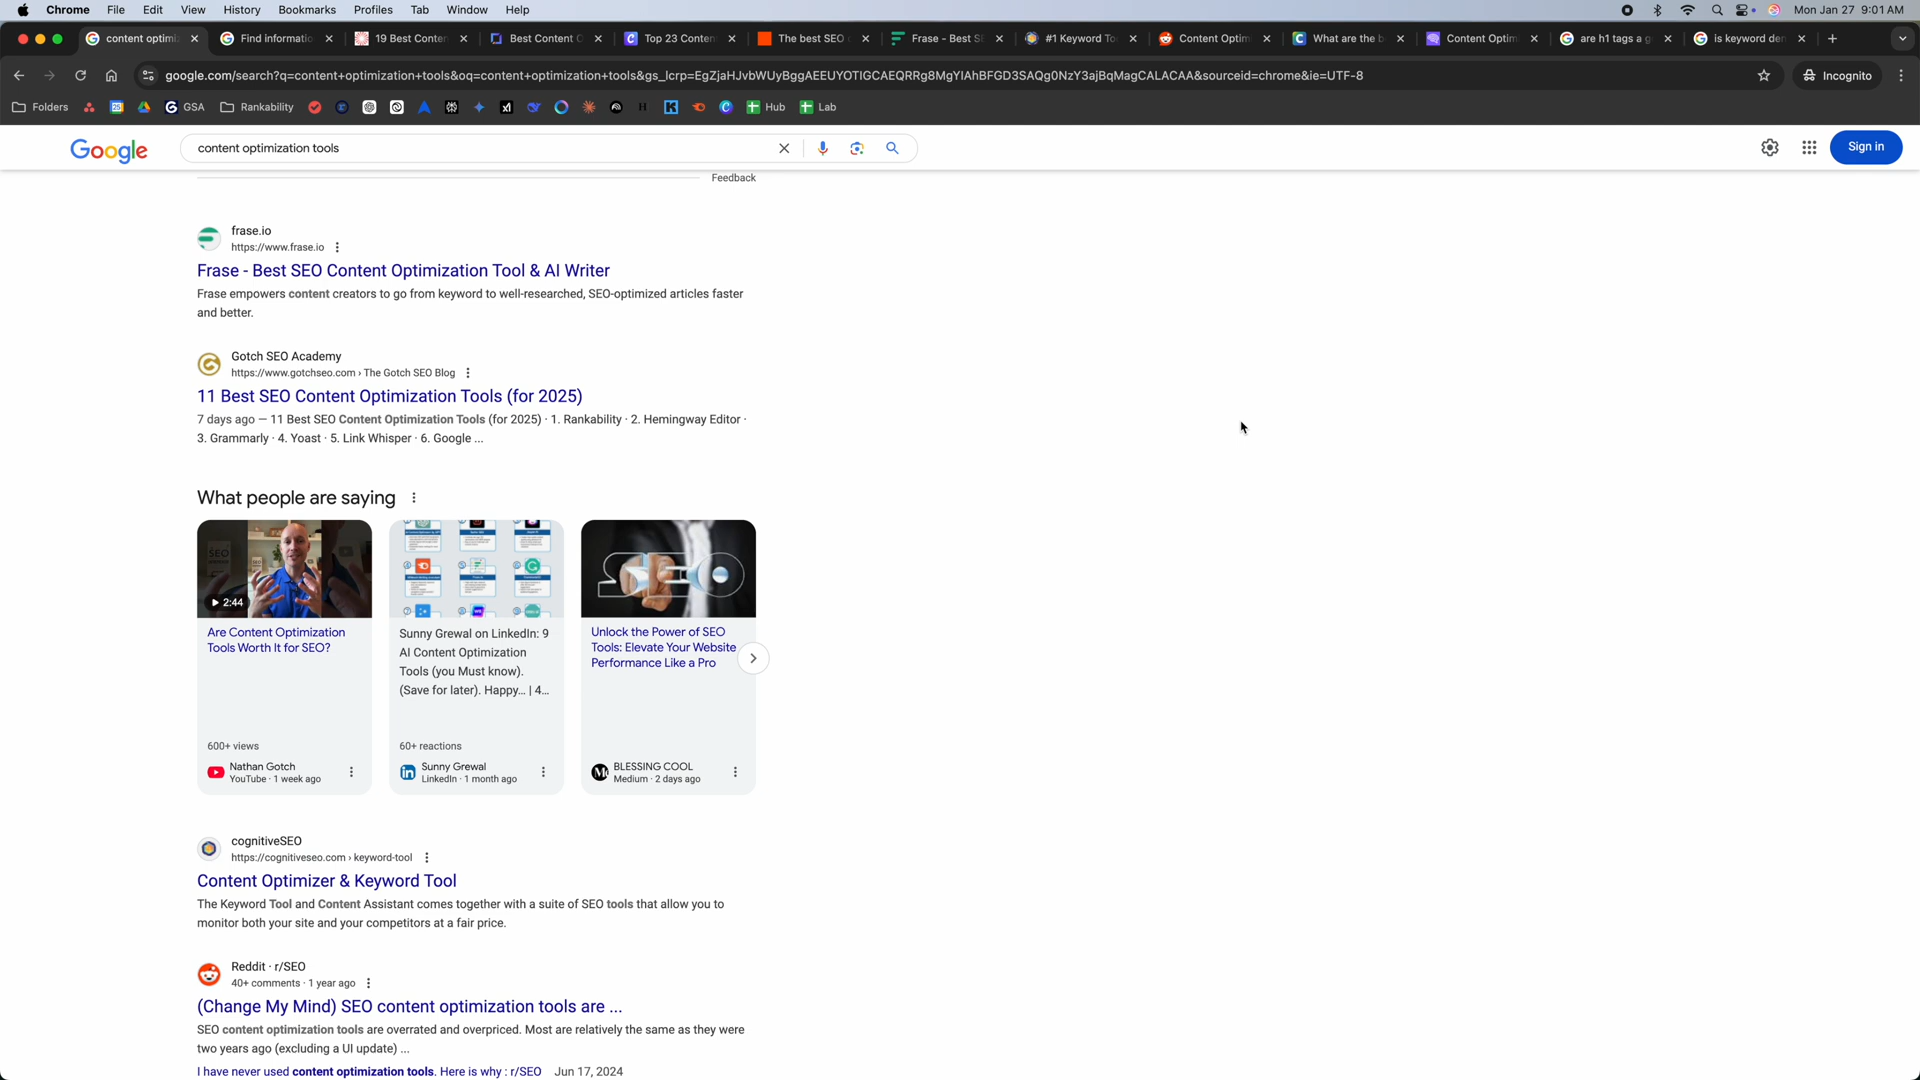 Chrome File Edit View History Bookmarks Profiles Tab Window Help
Mon Jan 27 9:01 AM
content optimi
Find informatio
19 Best Conten
Best Content O
Top 23 Conten
The best SEO
Frase - Best SE
#1 Keyword To
Content Optim
What are the b
Content Optim
are h1 tags a g
is keyword den
google.com/search?q=content+optimization+tools&oq=content+optimization+tools&gs_lcrp=EgZjaHJvbWUyBggAEEUYOTIGCAEQRRg8MgYIAhBFGD3SAQg0NzY3ajBqMagCALACAA&sourceid=chrome&ie=UTF-8
Incognito
Folders
GSA
Rankability
Hub
Lab
Google
content optimization tools
Sign in
Feedback
frase.io
https://www.frase.io
Frase - Best SEO Content Optimization Tool & AI Writer
Frase empowers content creators to go from keyword to well-researched, SEO-optimized articles faster
and better.
Gotch SEO Academy
https://www.gotchseo.com › The Gotch SEO Blog
11 Best SEO Content Optimization Tools (for 2025)
7 days ago — 11 Best SEO Content Optimization Tools (for 2025) · 1. Rankability · 2. Hemingway Editor ·
3. Grammarly · 4. Yoast · 5. Link Whisper · 6. Google ...
What people are saying
2:44
Are Content Optimization
Tools Worth It for SEO?
600+ views
Nathan Gotch
YouTube · 1 week ago
Sunny Grewal on LinkedIn: 9
AI Content Optimization
Tools (you Must know).
(Save for later). Happy... | 4...
60+ reactions
Sunny Grewal
LinkedIn · 1 month ago
SEO
Unlock the Power of SEO
Tools: Elevate Your Website
Performance Like a Pro
BLESSING COOL
Medium · 2 days ago
cognitiveSEO
https://cognitiveseo.com › keyword-tool
Content Optimizer & Keyword Tool
The Keyword Tool and Content Assistant comes together with a suite of SEO tools that allow you to
monitor both your site and your competitors at a fair price.
Reddit · r/SEO
40+ comments · 1 year ago
(Change My Mind) SEO content optimization tools are ...
SEO content optimization tools are overrated and overpriced. Most are relatively the same as they were
two years ago (excluding a UI update) ...
I have never used content optimization tools. Here is why : r/SEO Jun 17, 2024